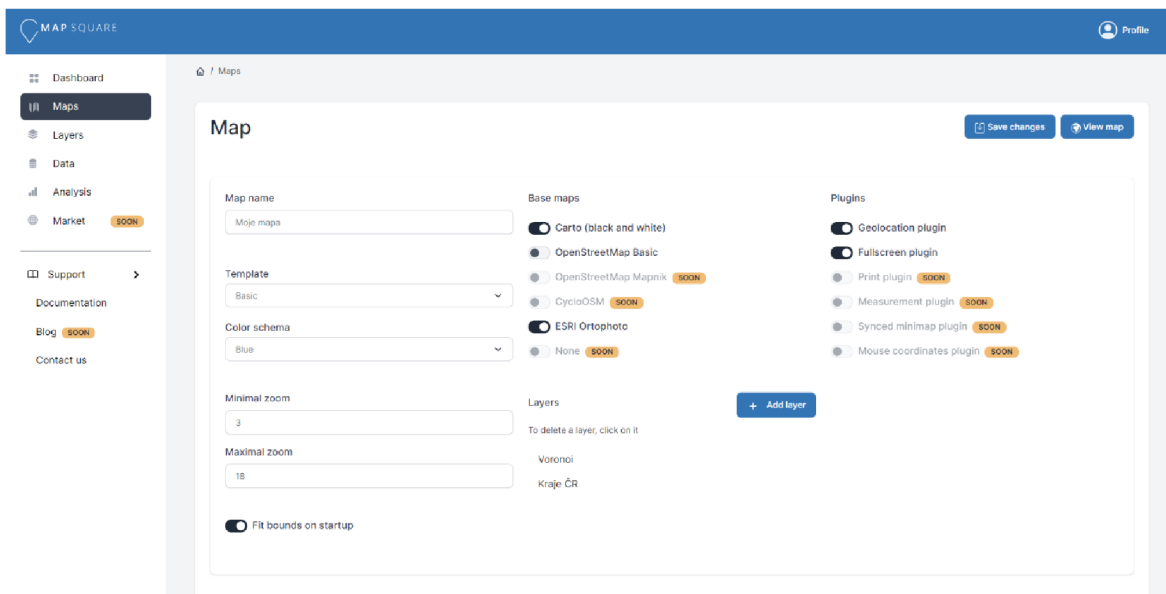 MAP SQUARE
Profile
Dashboard
Maps
Layers
Data
Analysis
Market SOON
Support
Documentation
Blog SOON
Contact us
/ Maps
Map
Save changes
View map
Map name
Moje mapa
Template
Basic
Color schema
Blue
Minimal zoom
3
Maximal zoom
18
Fit bounds on startup
Base maps
Carto (black and white)
OpenStreetMap Basic
OpenStreetMap Mapnik SOON
CycloOSM SOON
ESRI Ortophoto
None SOON
Layers
+ Add layer
To delete a layer, click on it
Voronoi
Kraje ČR
Plugins
Geolocation plugin
Fullscreen plugin
Print plugin SOON
Measurement plugin SOON
Synced minimap plugin SOON
Mouse coordinates plugin SOON